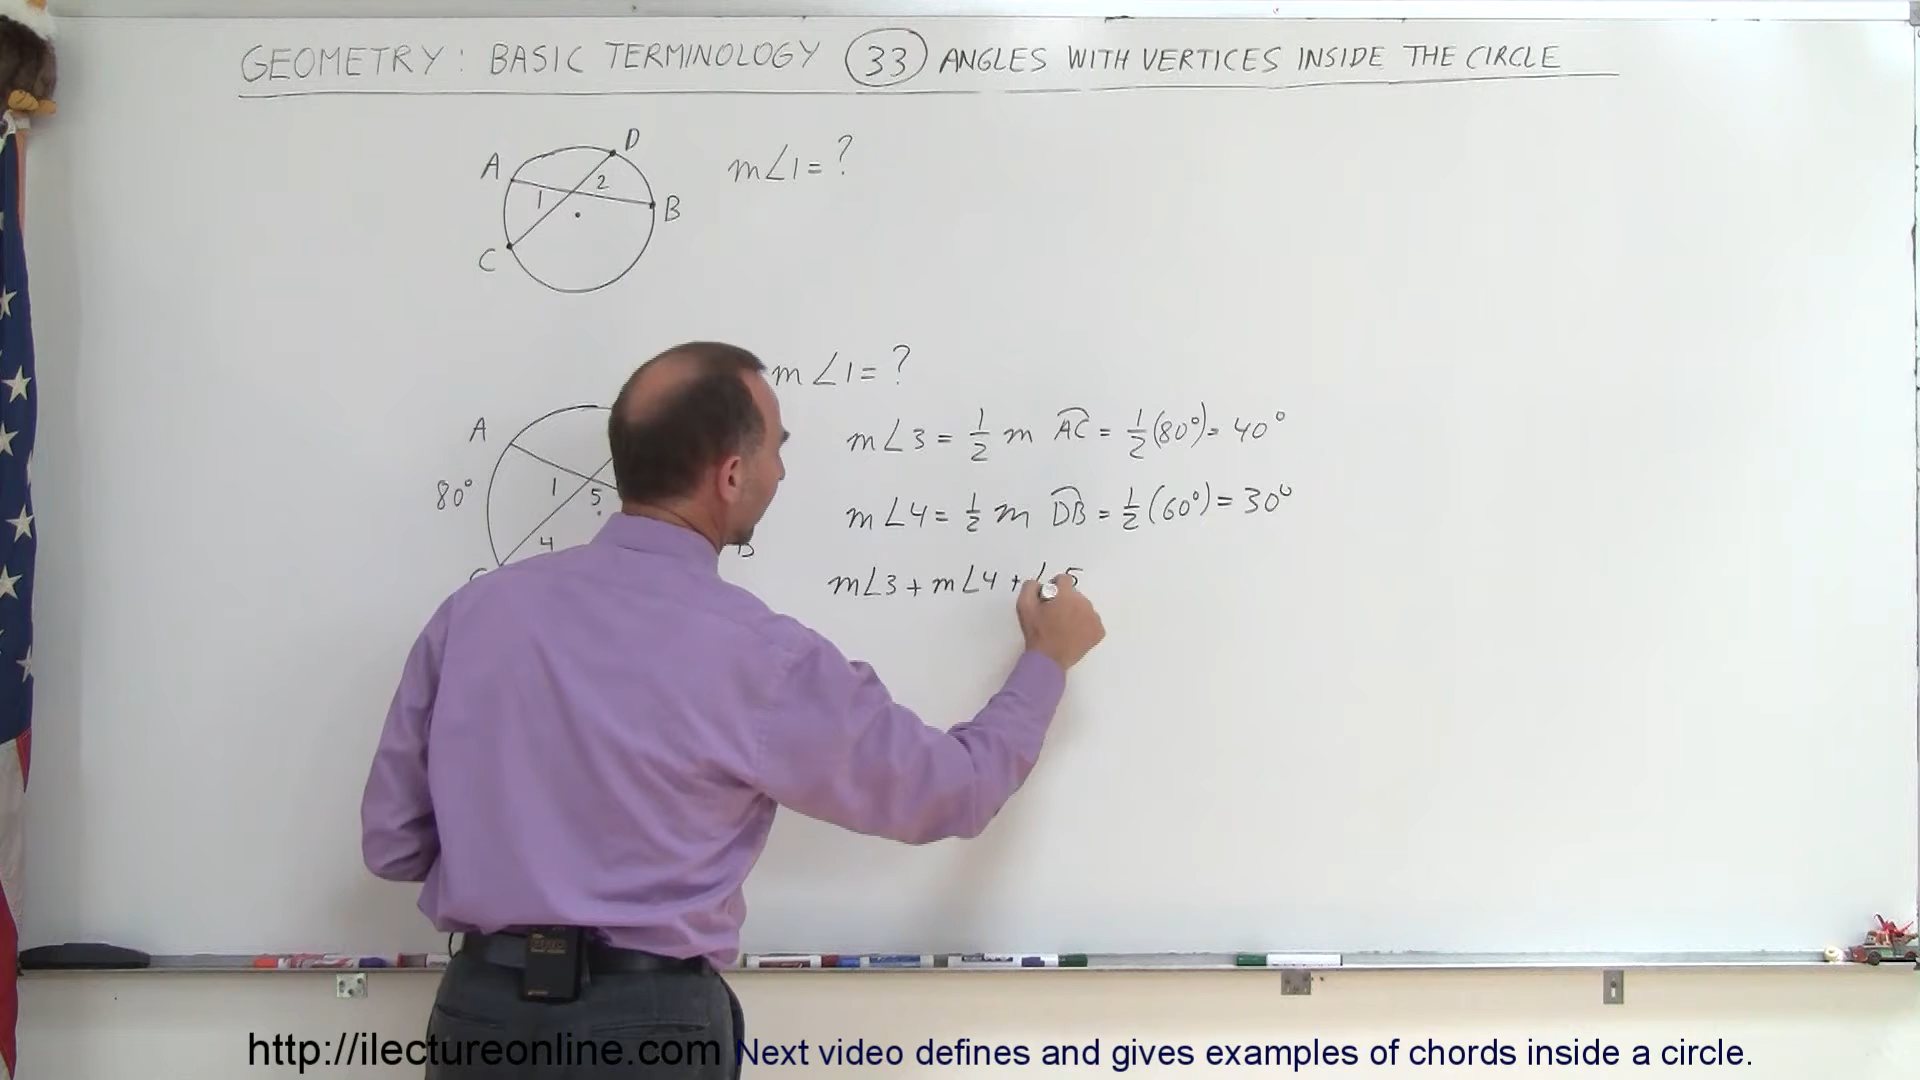 GEOMETRY: BASIC TERMINOLOGY 33 ANGLES WITH VERTICES INSIDE THE CIRCLE
D
A
m∠1 = ?
2
1
B
C
m∠1 = ?
A
m∠3 = 1/2 m AC = 1/2 (80°) = 40°
80°
1
5
m∠4 = 1/2 m DB = 1/2 (60°) = 30°
4
m∠3 + m∠4 + ∠5
http://ilectureonline.com Next video defines and gives examples of chords inside a circle.